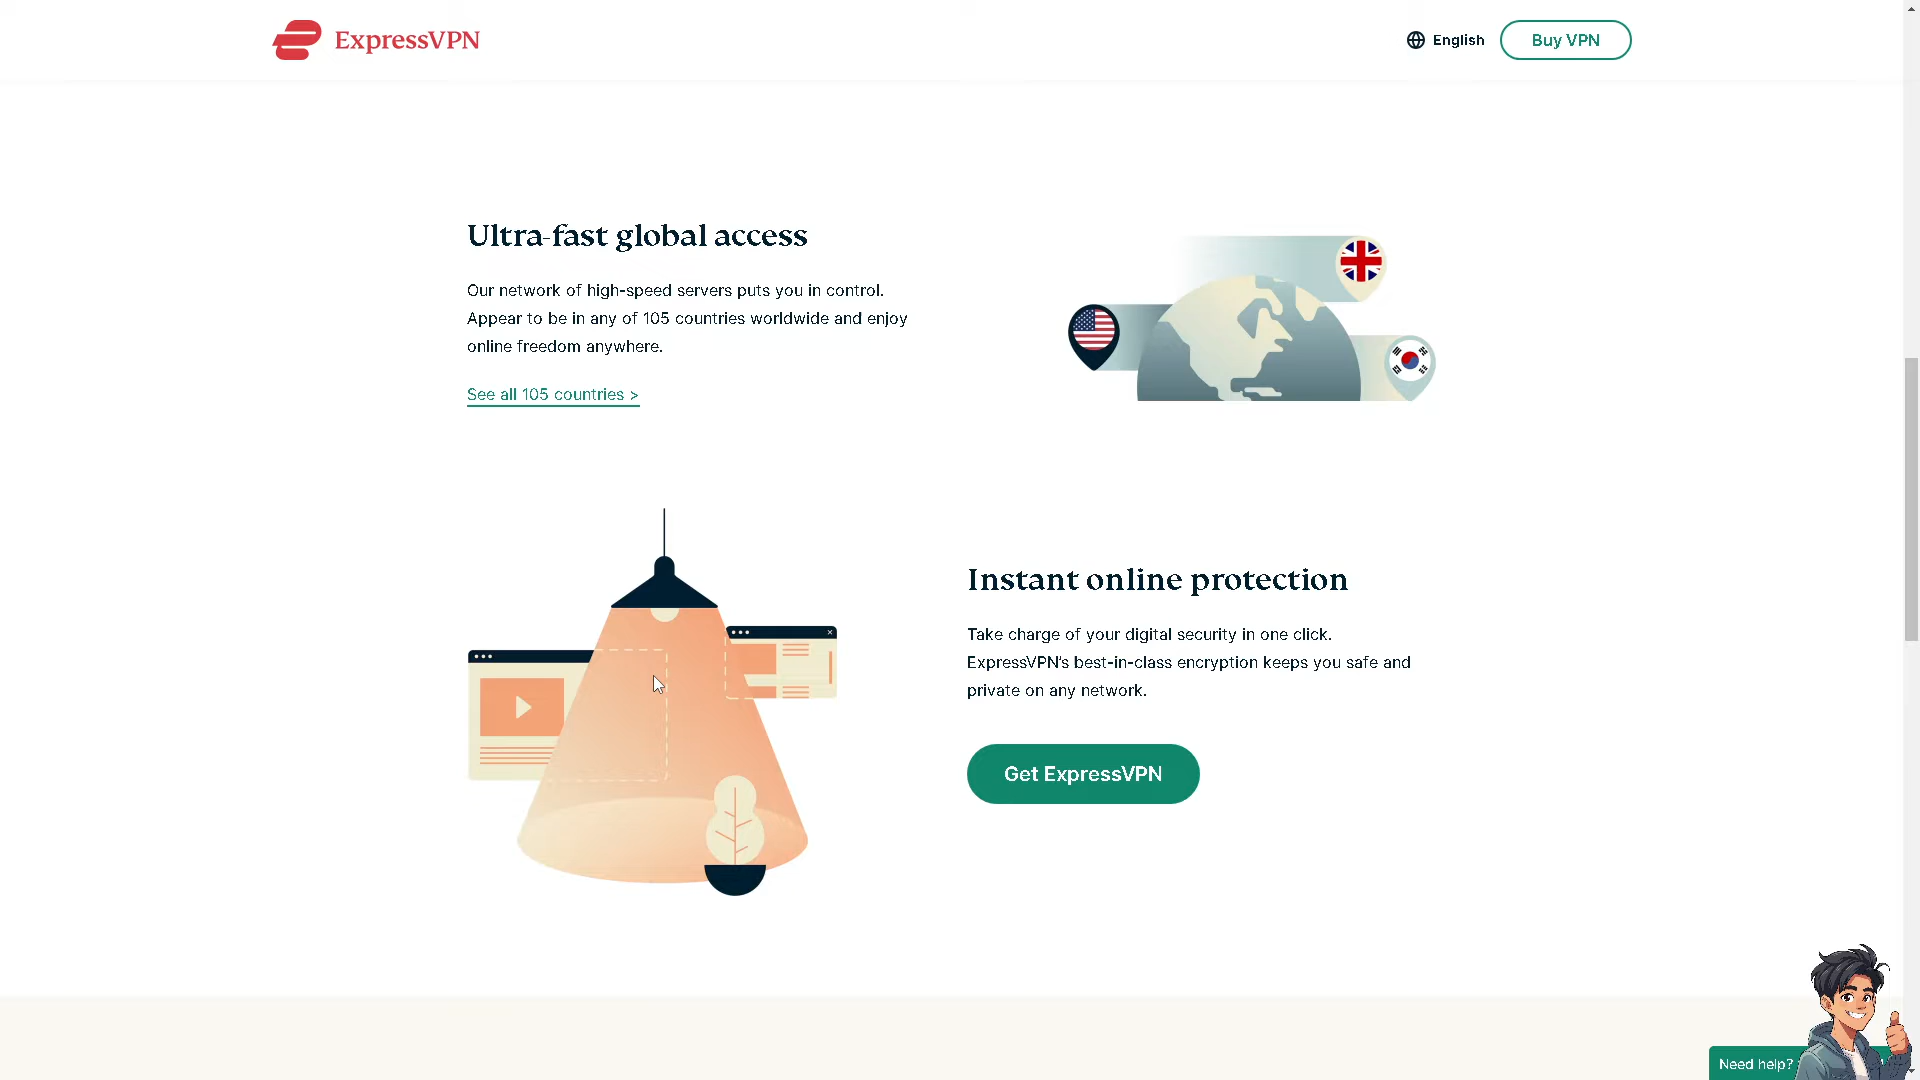 ExpressVPN
English
Buy VPN
Ultra-fast global access
Our network of high-speed servers puts you in control.
Appear to be in any of 105 countries worldwide and enjoy
online freedom anywhere.
See all 105 countries >
Instant online protection
Take charge of your digital security in one click.
ExpressVPN's best-in-class encryption keeps you safe and
private on any network.
Get ExpressVPN
Need help?